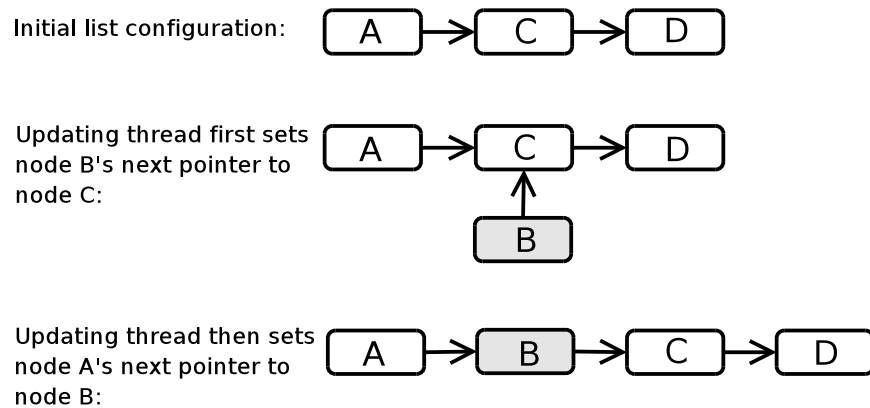 Initial list configuration:
A C D
Updating thread first sets
node B's next pointer to
node C:
A C D
B
Updating thread then sets
node A's next pointer to
node B:
A B C D